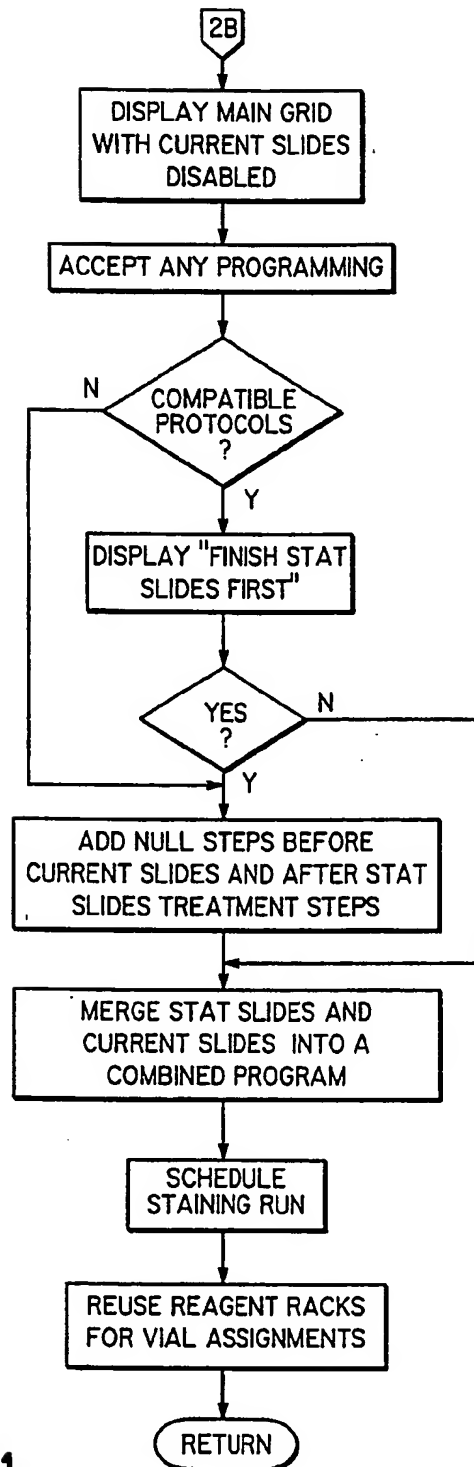 2B
DISPLAY MAIN GRID
WITH CURRENT SLIDES
DISABLED
ACCEPT ANY PROGRAMMING
N
COMPATIBLE
PROTOCOLS
?
Y
DISPLAY "FINISH STAT
SLIDES FIRST"
YES
?
N
Y
ADD NULL STEPS BEFORE
CURRENT SLIDES AND AFTER STAT
SLIDES TREATMENT STEPS
MERGE STAT SLIDES AND
CURRENT SLIDES INTO A
COMBINED PROGRAM
SCHEDULE
STAINING RUN
REUSE REAGENT RACKS
FOR VIAL ASSIGNMENTS
RETURN